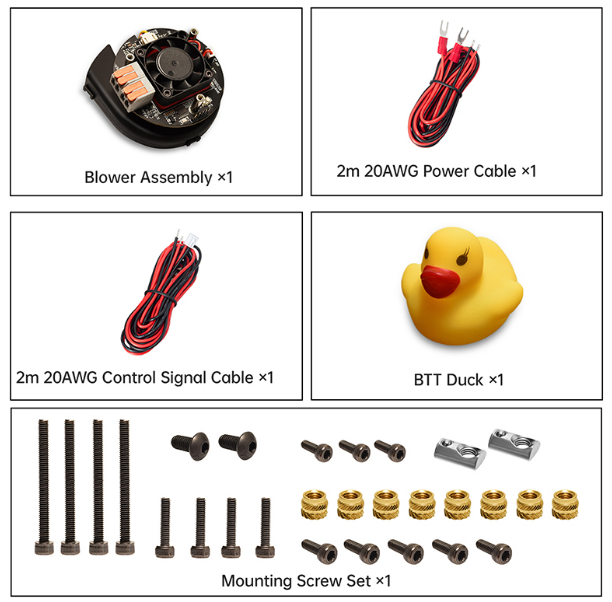 Blower Assembly ×1
2m 20AWG Power Cable ×1
2m 20AWG Control Signal Cable ×1
BTT Duck ×1
Mounting Screw Set ×1